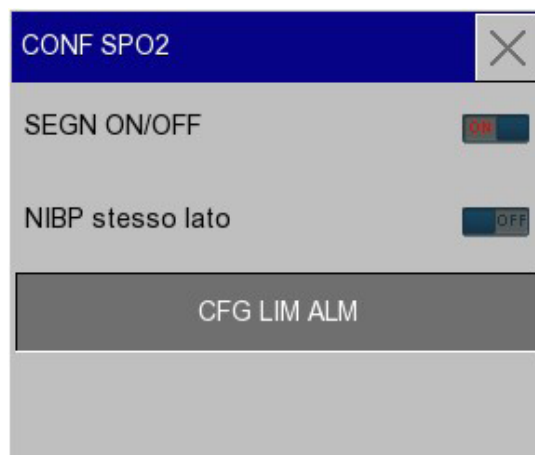 CONF SPO2
SEGN ON/OFF
ON
NIBP stesso lato
OFF
CFG LIM ALM